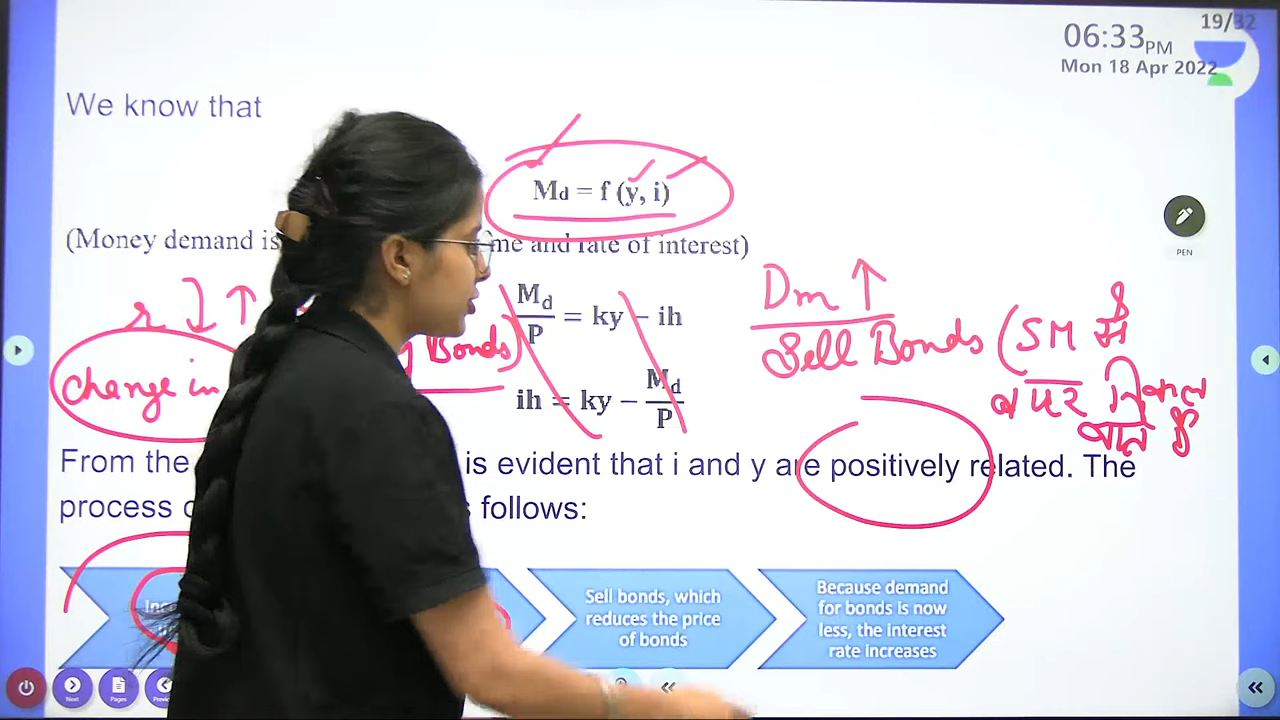 19/32
06:33PM
Mon 18 Apr 2022
We know that
Md = f (y, i)
(Money demand is me and rate of interest)
PEN
Dm ↑
r ↑
Md/P = ky – ih
Sell Bonds (SM से
Bonds)
change in
ih = ky – Md/P
निकल
From the is evident that i and y are positively related. The
process follows:
Sell bonds, which
reduces the price
of bonds
Because demand
for bonds is now
less, the interest
rate increases
Next
Pages